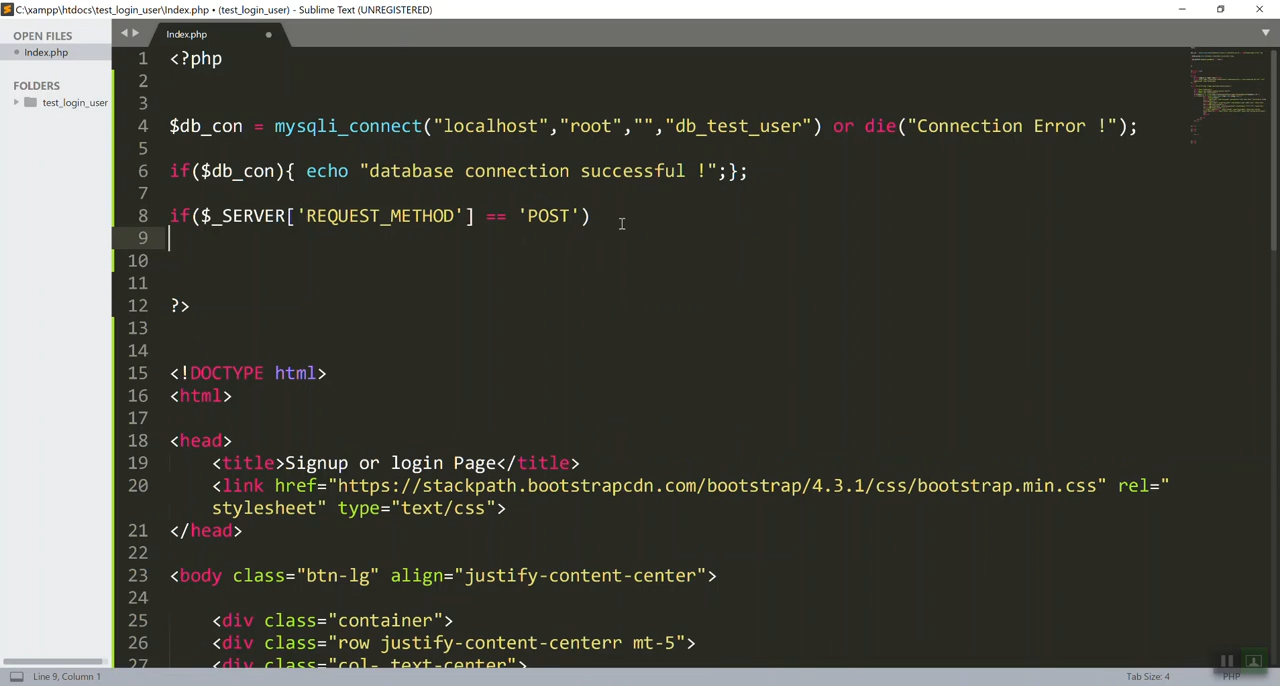 C:\xampp\htdocs\test_login_user\Index.php • (test_login_user) - Sublime Text (UNREGISTERED)
OPEN FILES
Index.php
FOLDERS
test_login_user
Index.php
1 <?php
2
3
4 $db_con = mysqli_connect("localhost","root","","db_test_user") or die("Connection Error !");
5
6 if($db_con){ echo "database connection successful !";};
7
8 if($_SERVER['REQUEST_METHOD'] == 'POST')
9
10
11
12 ?>
13
14
15 <!DOCTYPE html>
16 <html>
17
18 <head>
19 <title>Signup or login Page</title>
20 <link href="https://stackpath.bootstrapcdn.com/bootstrap/4.3.1/css/bootstrap.min.css" rel="
stylesheet" type="text/css">
21 </head>
22
23 <body class="btn-lg" align="justify-content-center">
24
25 <div class="container">
26 <div class="row justify-content-centerr mt-5">
27 <div class="col- text-center">
Line 9, Column 1
Tab Size: 4
PHP